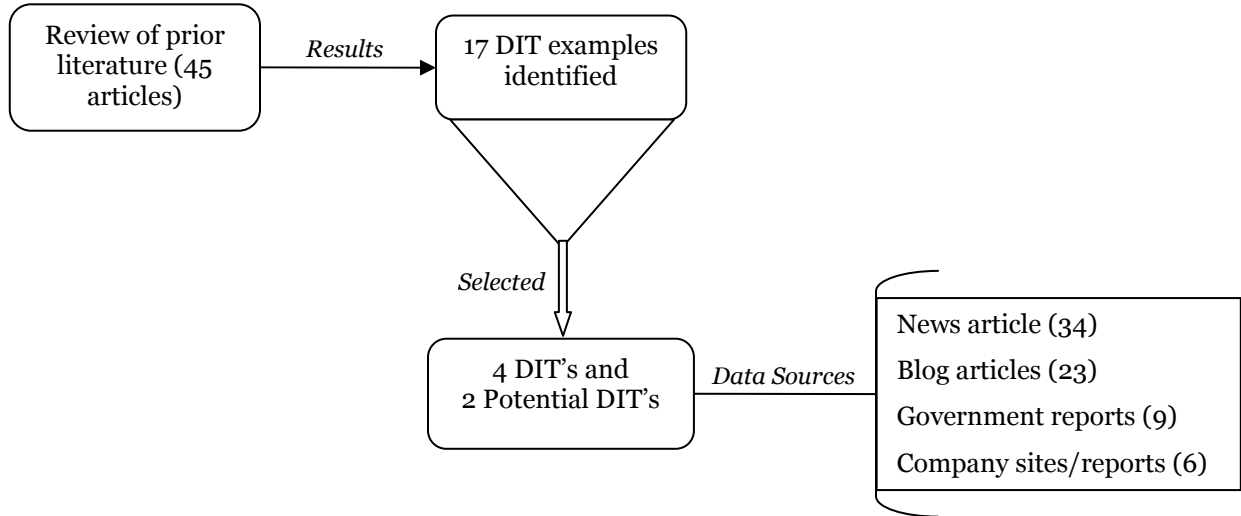 Review of prior
literature (45
articles)
Results
17 DIT examples
identified
Selected
4 DIT’s and
2 Potential DIT’s
Data Sources
News article (34)
Blog articles (23)
Government reports (9)
Company sites/reports (6)